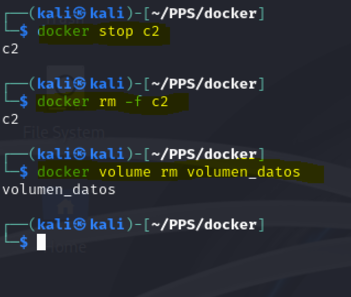 ┌──(kali㉿kali)-[~/PPS/docker]
└─$ docker stop c2
c2
┌──(kali㉿kali)-[~/PPS/docker]
└─$ docker rm -f c2
c2
File System
┌──(kali㉿kali)-[~/PPS/docker]
└─$ docker volume rm volumen_datos
volumen_datos
┌──(kali㉿kali)-[~/PPS/docker]
└─$